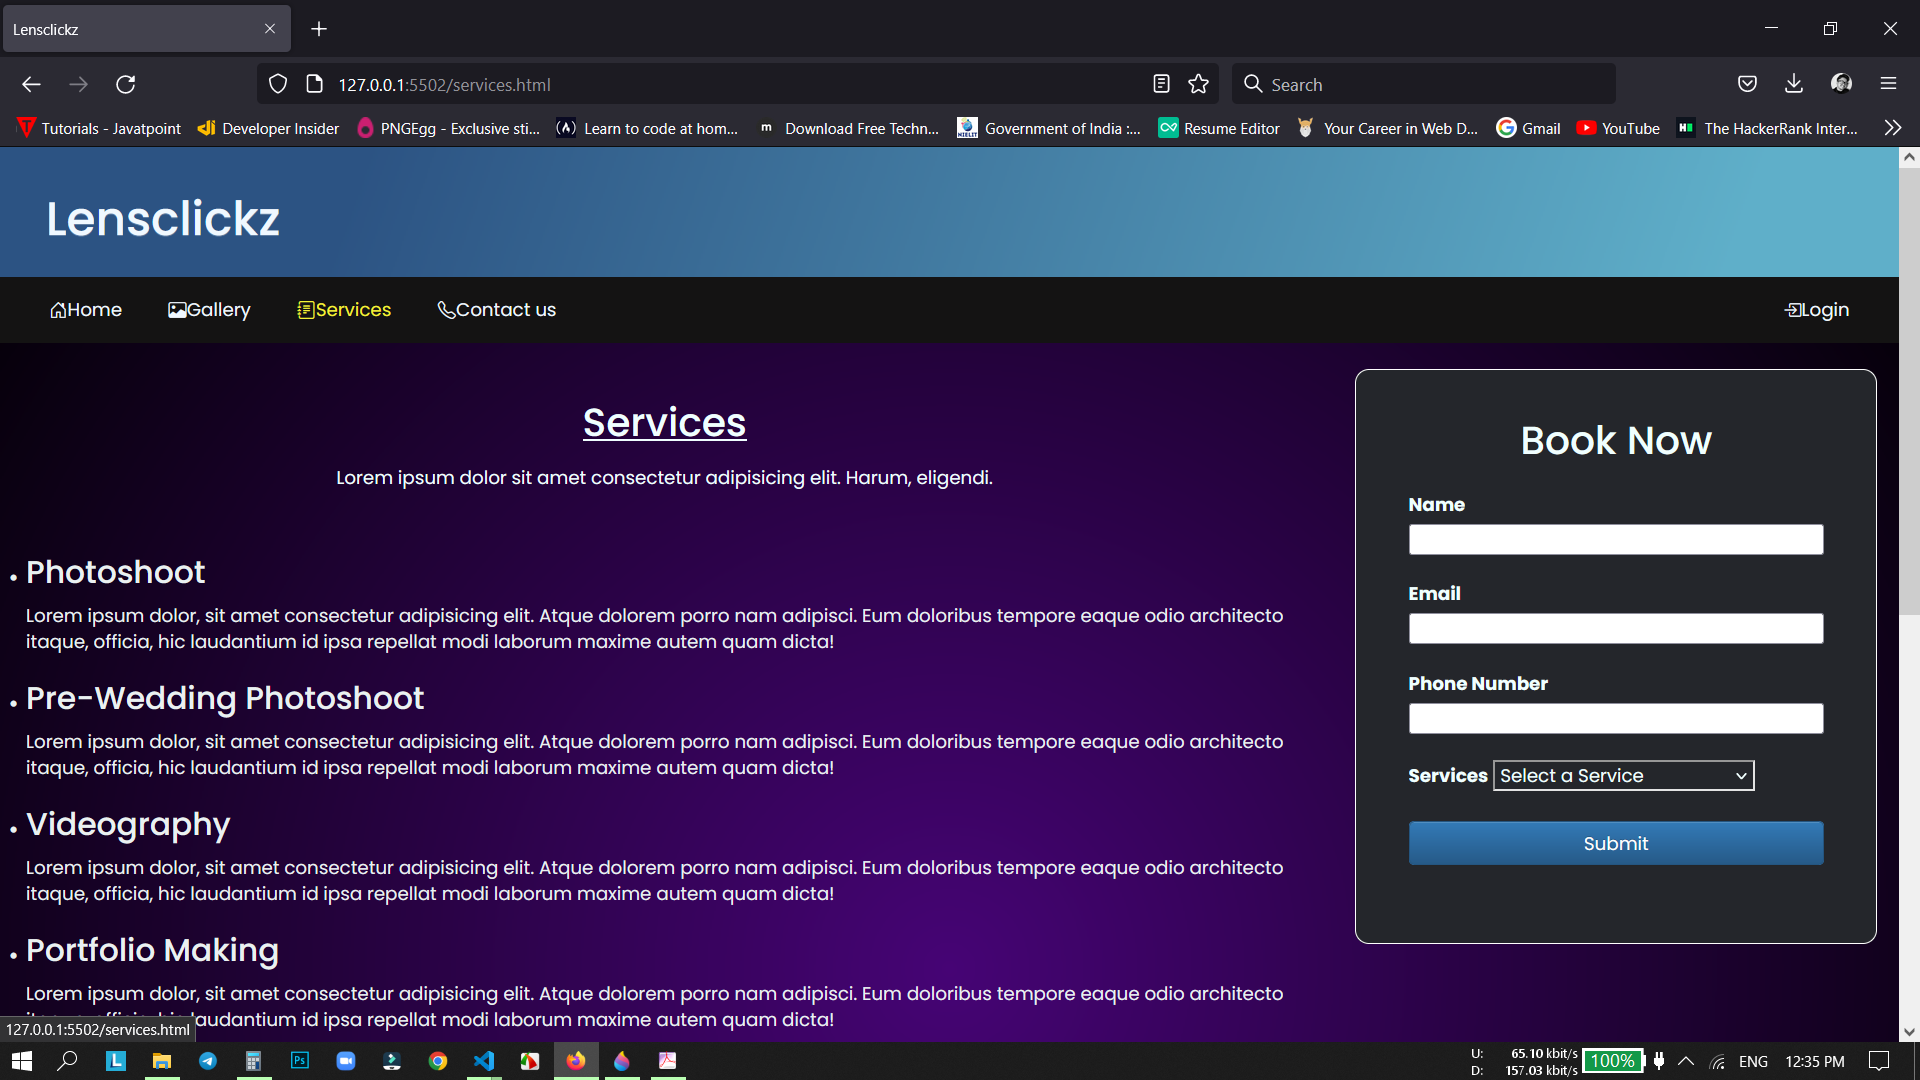 Lensclickz
127.0.0.1:5502/services.html
Search
Tutorials - Javatpoint
Developer Insider
PNGEgg - Exclusive sti...
Learn to code at hom...
Download Free Techn...
Government of India :...
Resume Editor
Your Career in Web D...
Gmail
YouTube
The HackerRank Inter...
Lensclickz
Home Gallery Services Contact us Login
Services
Lorem ipsum dolor sit amet consectetur adipisicing elit. Harum, eligendi.
• Photoshoot
Lorem ipsum dolor, sit amet consectetur adipisicing elit. Atque dolorem porro nam adipisci. Eum doloribus tempore eaque odio architecto
itaque, officia, hic laudantium id ipsa repellat modi laborum maxime autem quam dicta!
• Pre-Wedding Photoshoot
Lorem ipsum dolor, sit amet consectetur adipisicing elit. Atque dolorem porro nam adipisci. Eum doloribus tempore eaque odio architecto
itaque, officia, hic laudantium id ipsa repellat modi laborum maxime autem quam dicta!
• Videography
Lorem ipsum dolor, sit amet consectetur adipisicing elit. Atque dolorem porro nam adipisci. Eum doloribus tempore eaque odio architecto
itaque, officia, hic laudantium id ipsa repellat modi laborum maxime autem quam dicta!
• Portfolio Making
Lorem ipsum dolor, sit amet consectetur adipisicing elit. Atque dolorem porro nam adipisci. Eum doloribus tempore eaque odio architecto
laudantium id ipsa repellat modi laborum maxime autem quam dicta!
Book Now
Name
Email
Phone Number
Services Select a Service
Submit
127.0.0.1:5502/services.html
U: 65.10 kbit/s
D: 157.03 kbit/s
100%
ENG
12:35 PM